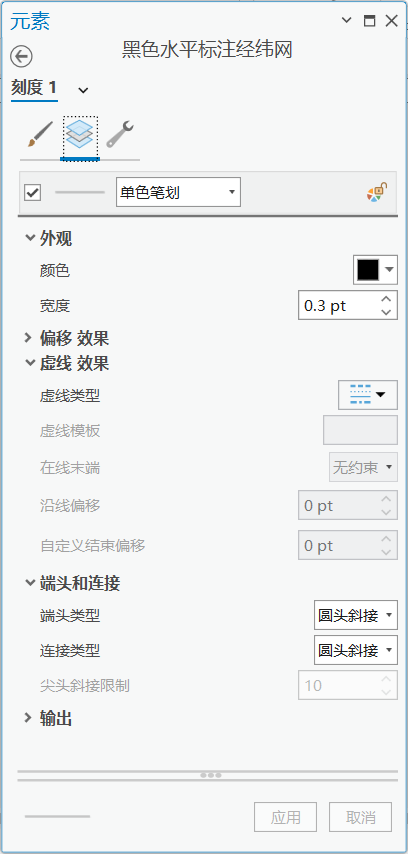 元素
黑色水平标注经纬网
刻度 1
单色笔划
外观
颜色
宽度 0.3 pt
偏移 效果
虚线 效果
虚线类型
虚线模板
在线末端 无约束
沿线偏移 0 pt
自定义结束偏移 0 pt
端头和连接
端头类型 圆头斜接
连接类型 圆头斜接
尖头斜接限制 10
输出
应用 取消